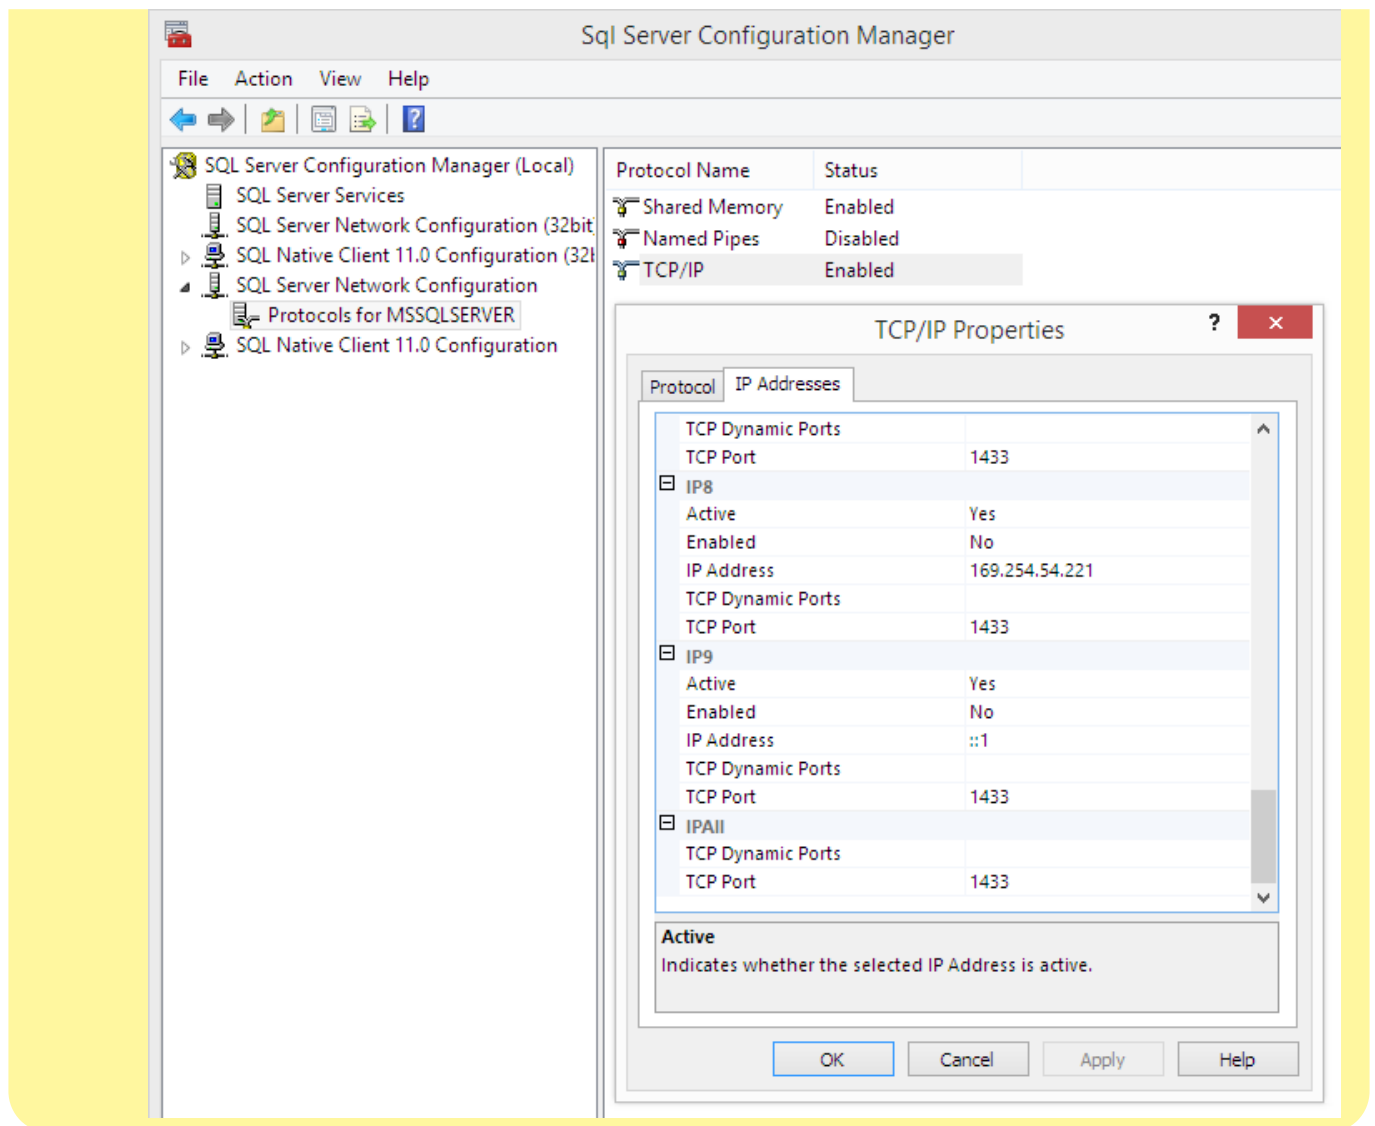 Sql Server Configuration Manager
File Action View Help
SQL Server Configuration Manager (Local)
SQL Server Services
SQL Server Network Configuration (32bit
SQL Native Client 11.0 Configuration (32b
SQL Server Network Configuration
Protocols for MSSQLSERVER
SQL Native Client 11.0 Configuration
Protocol Name Status
Shared Memory Enabled
Named Pipes Disabled
TCP/IP Enabled
TCP/IP Properties ?
Protocol IP Addresses
TCP Dynamic Ports
TCP Port 1433
IP8
Active Yes
Enabled No
IP Address 169.254.54.221
TCP Dynamic Ports
TCP Port 1433
IP9
Active Yes
Enabled No
IP Address ::1
TCP Dynamic Ports
TCP Port 1433
IPAll
TCP Dynamic Ports
TCP Port 1433
Active
Indicates whether the selected IP Address is active.
OK Cancel Apply Help